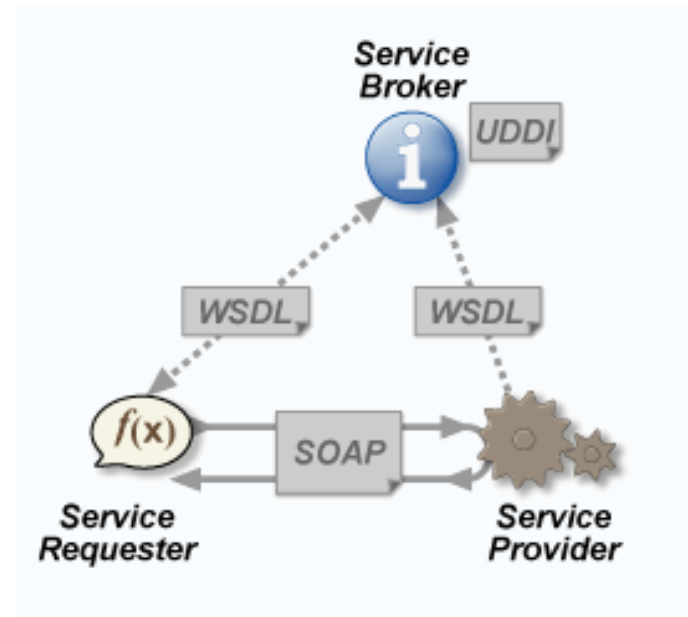 Service
Broker
UDDI
i
WSDL
WSDL
f(x)
SOAP
Service
Requester
Service
Provider